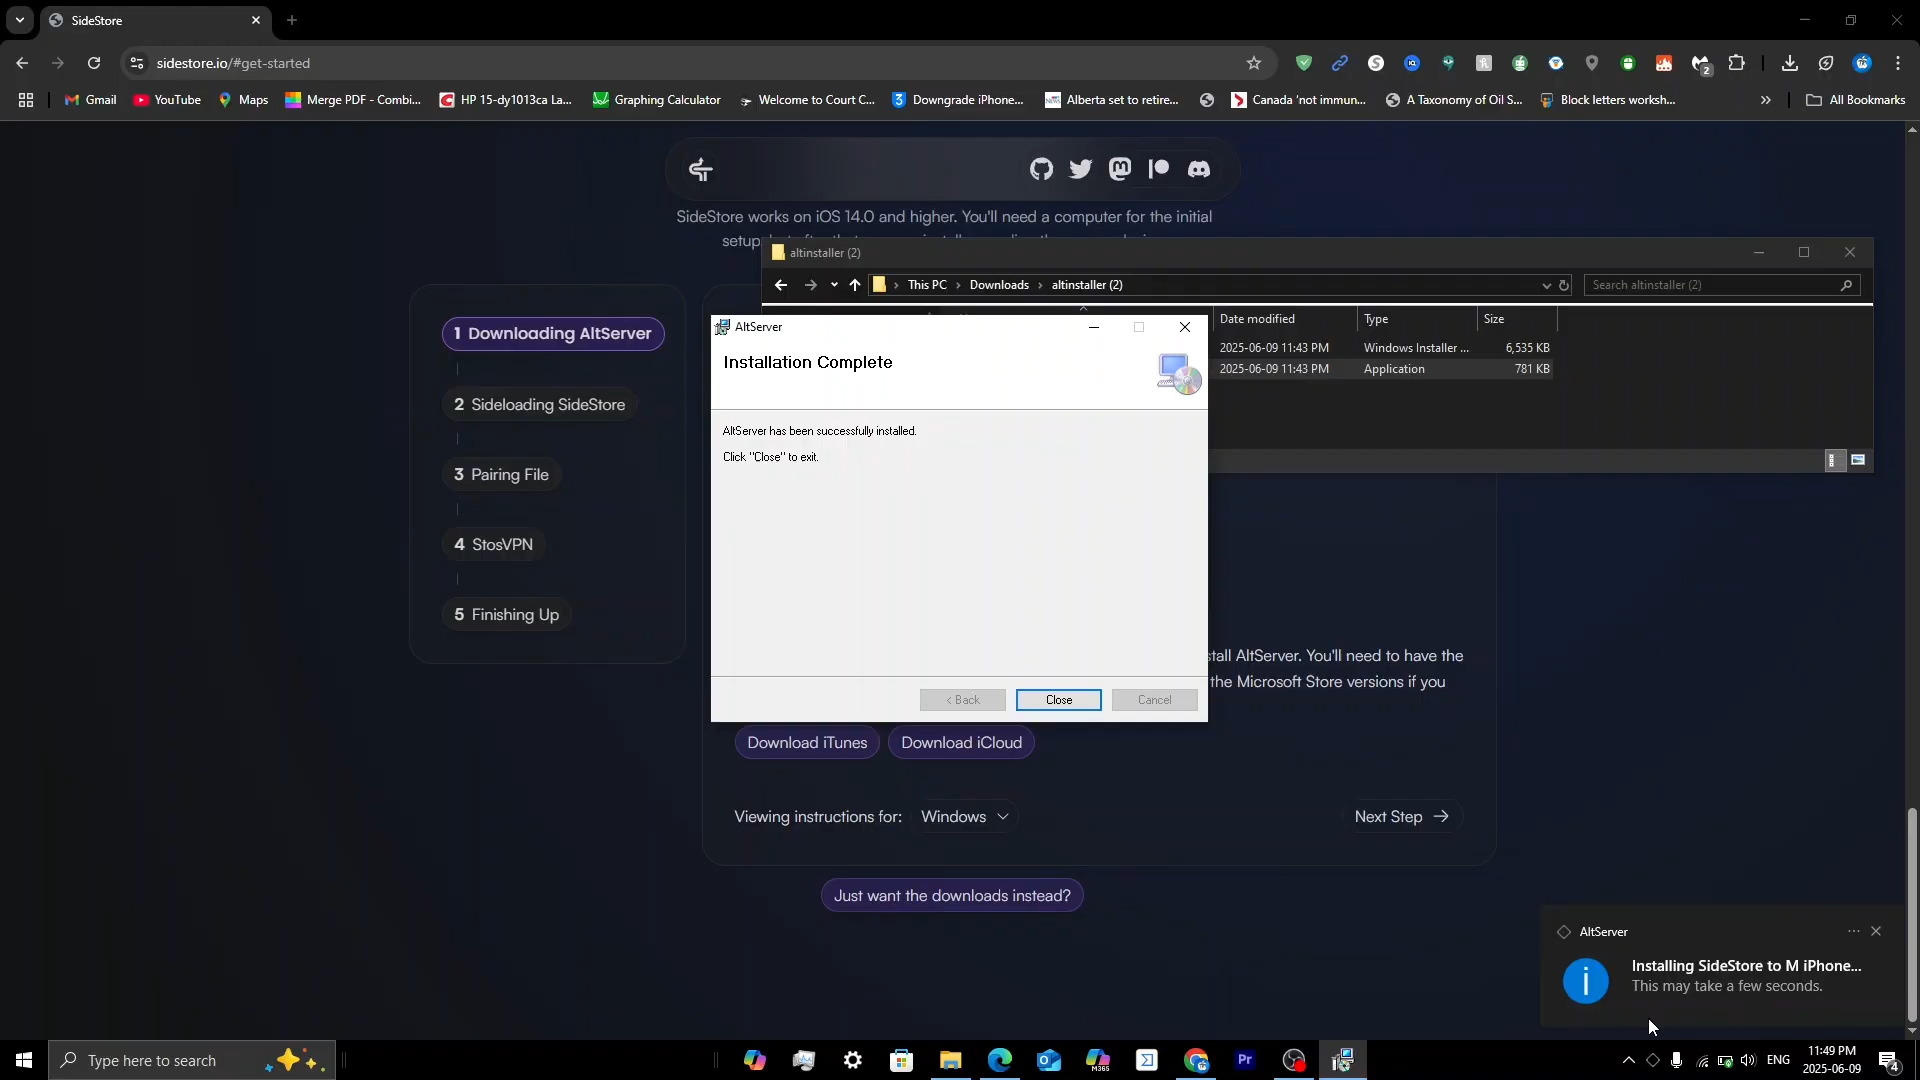 SideStore
sidestore.io/#get-started
Gmail
YouTube
Maps
Merge PDF - Combi...
HP 15-dy1013ca La...
Graphing Calculator
Welcome to Court C...
Downgrade iPhone...
Alberta set to retire...
Canada 'not immun...
A Taxonomy of Oil S...
Block letters worksh...
All Bookmarks
SideStore works on iOS 14.0 and higher. You'll need a computer for the initial
setup
altinstaller (2)
This PC > Downloads > altinstaller (2)
Search altinstaller (2)
Date modified Type Size
2025-06-09 11:43 PM Windows Installer ... 6,535 KB
2025-06-09 11:43 PM Application 781 KB
AltServer
Installation Complete
AltServer has been successfully installed.
Click "Close" to exit.
< Back
Close
Cancel
1 Downloading AltServer
2 Sideloading SideStore
3 Pairing File
4 StosVPN
5 Finishing Up
stall AltServer. You'll need to have the
the Microsoft Store versions if you
Download iTunes
Download iCloud
Viewing instructions for: Windows
Next Step →
Just want the downloads instead?
AltServer
Installing SideStore to M iPhone...
This may take a few seconds.
Type here to search
M365
Pr
ENG
11:49 PM
2025-06-09
4